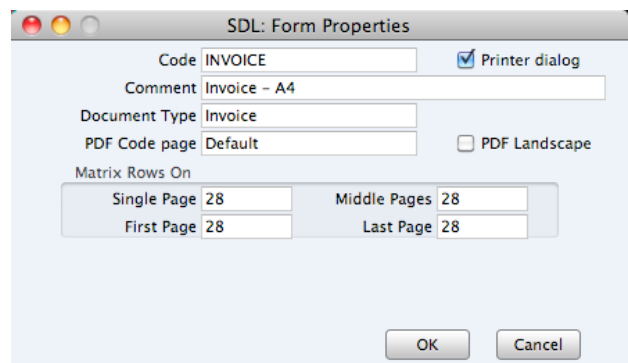 SDL: Form Properties
Code INVOICE Printer dialog
Comment Invoice - A4
Document Type Invoice
PDF Code page Default PDF Landscape
Matrix Rows On
Single Page 28 Middle Pages 28
First Page 28 Last Page 28
OK Cancel